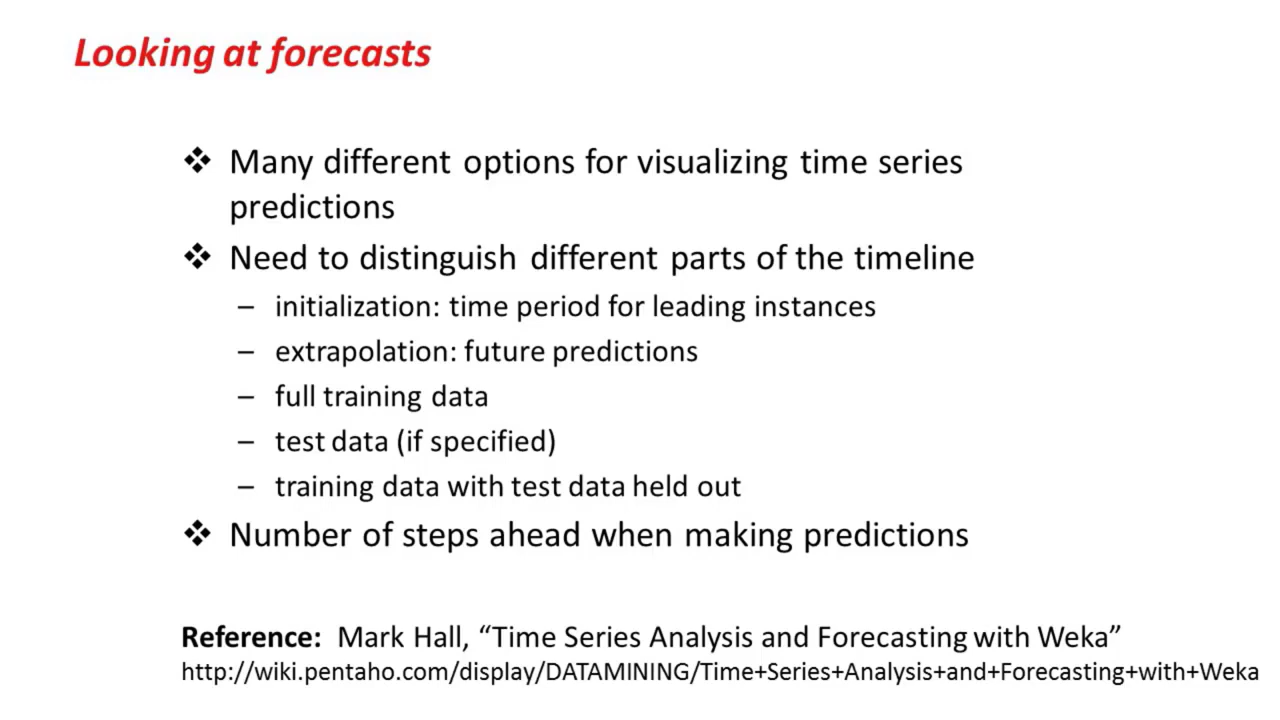 Looking at forecasts
❖ Many different options for visualizing time series
predictions
❖ Need to distinguish different parts of the timeline
– initialization: time period for leading instances
– extrapolation: future predictions
– full training data
– test data (if specified)
– training data with test data held out
❖ Number of steps ahead when making predictions
Reference: Mark Hall, “Time Series Analysis and Forecasting with Weka”
http://wiki.pentaho.com/display/DATAMINING/Time+Series+Analysis+and+Forecasting+with+Weka